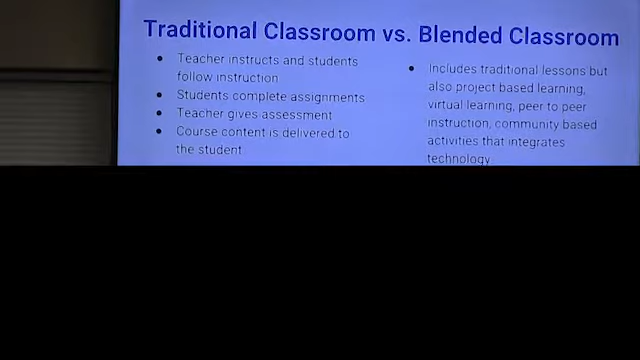 Traditional Classroom vs. Blended Classroom
Teacher instructs and students
follow instruction
Students complete assignments
Teacher gives assessment
Course content is delivered to
the student
Includes traditional lessons but
also project based learning,
virtual learning, peer to peer
instruction, community based
activities that integrates
technology